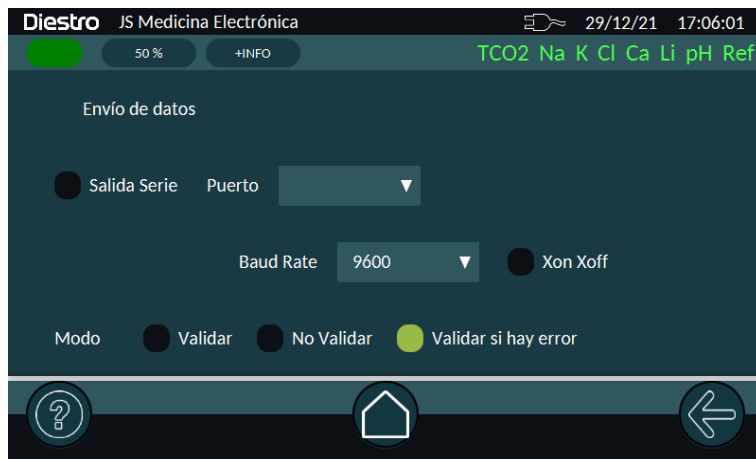 Diestro JS Medicina Electrónica 29/12/21 17:06:01
50 % +INFO TCO2 Na K Cl Ca Li pH Ref
Envío de datos
Salida Serie Puerto ▼
Baud Rate 9600 ▼ Xon Xoff
Modo Validar No Validar Validar si hay error
?